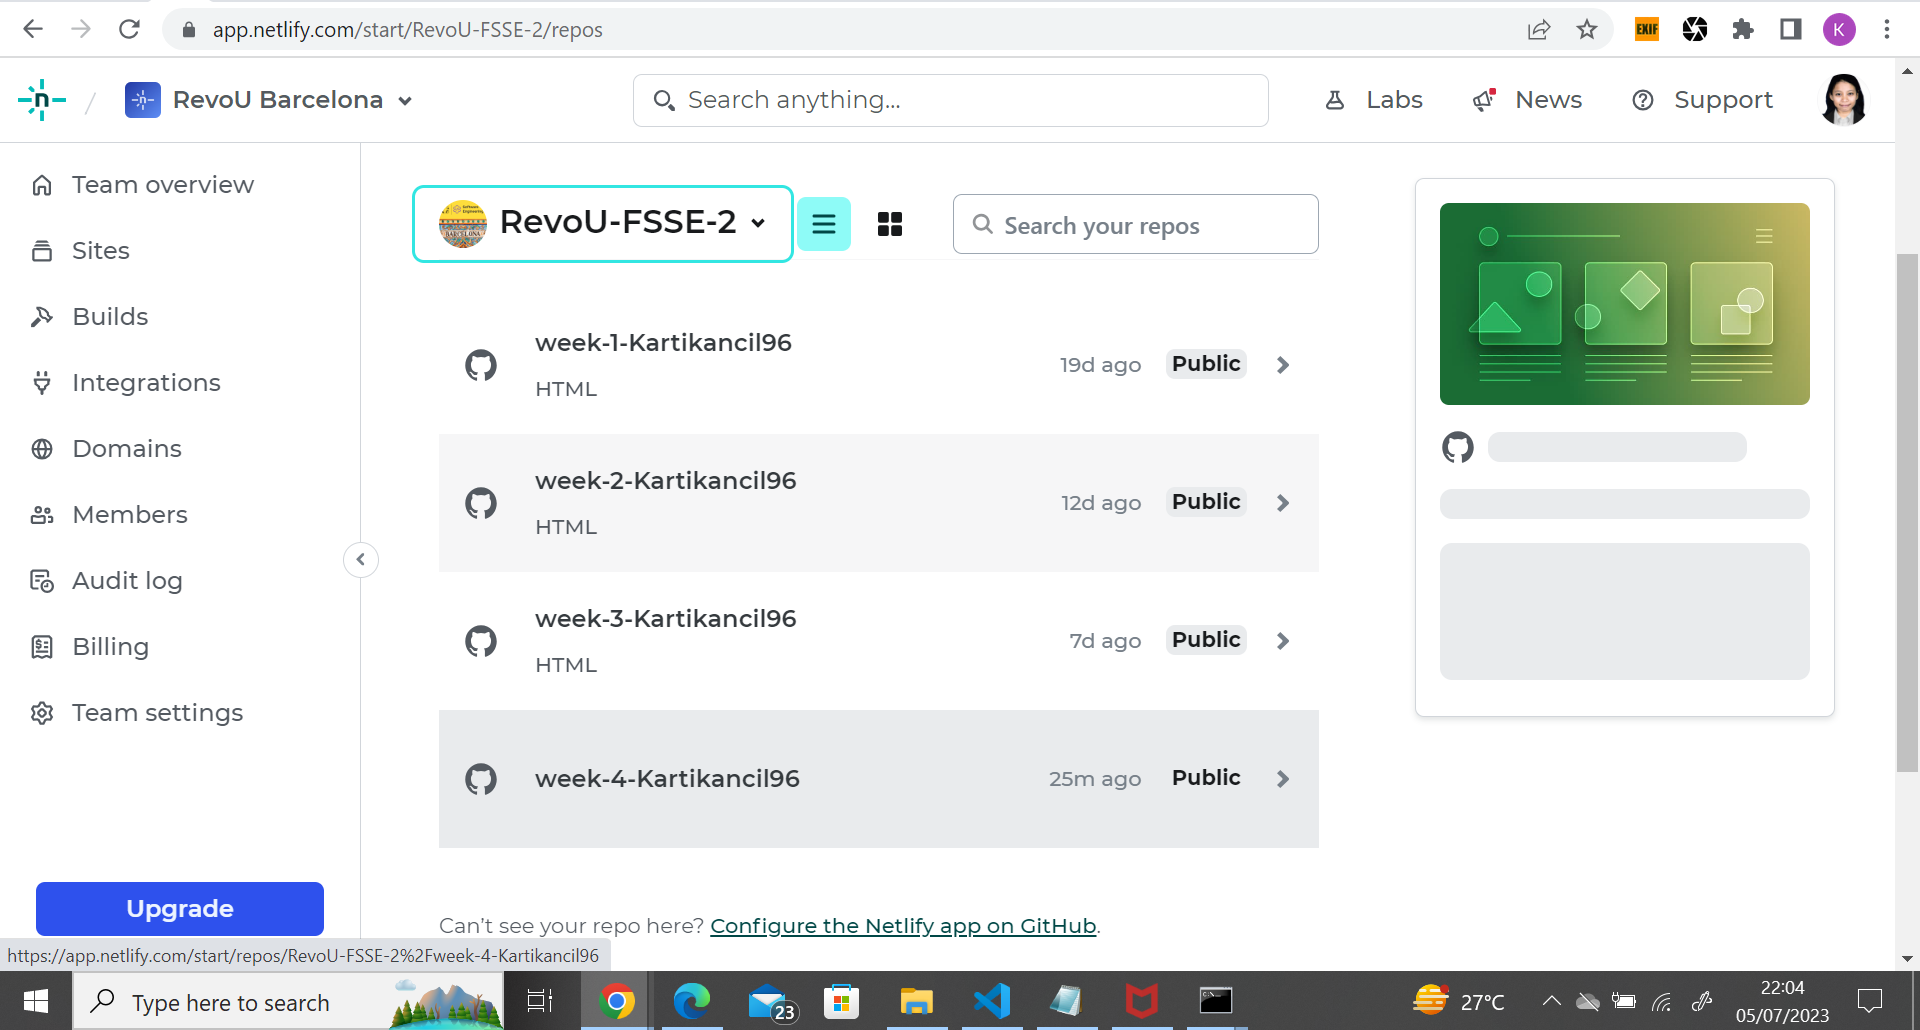 app.netlify.com/start/RevoU-FSSE-2/repos
EXIF
K
n
RevoU Barcelona
Search anything...
Labs
News
Support
Team overview
Sites
Builds
Integrations
Domains
Members
Audit log
Billing
Team settings
Upgrade
Software
Engineering
BARCELONA
RevoU-FSSE-2
Search your repos
week-1-Kartikancil96
HTML
19d ago
Public
week-2-Kartikancil96
HTML
12d ago
Public
week-3-Kartikancil96
HTML
7d ago
Public
week-4-Kartikancil96
25m ago
Public
Can’t see your repo here? Configure the Netlify app on GitHub.
https://app.netlify.com/start/repos/RevoU-FSSE-2%2Fweek-4-Kartikancil96
Type here to search
23
27°C
22:04
05/07/2023